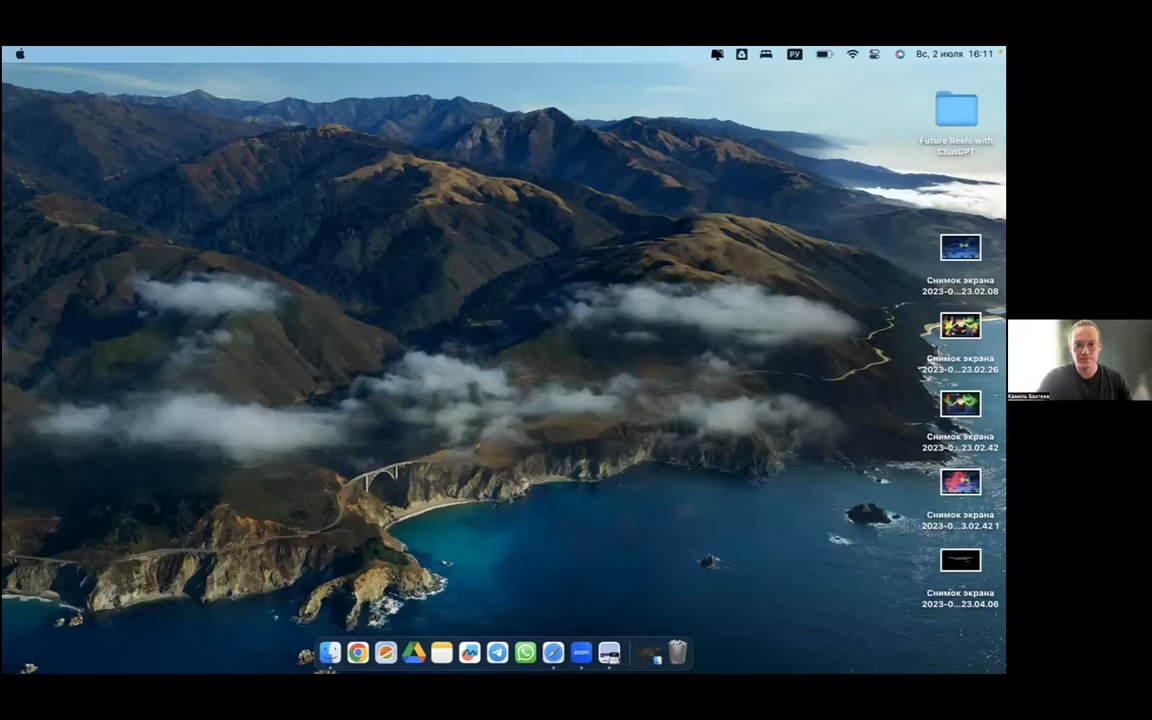 РУ
Вс, 2 июля 16:11
Future Reels with
ChatGPT
Снимок экрана
2023-0...23.02.08
Снимок экрана
2023-0...23.02.26
Снимок экрана
2023-0...23.02.42
Снимок экрана
2023-0...3.02.42 1
Снимок экрана
2023-0...23.04.06
Камиль Бахтеев
zoom